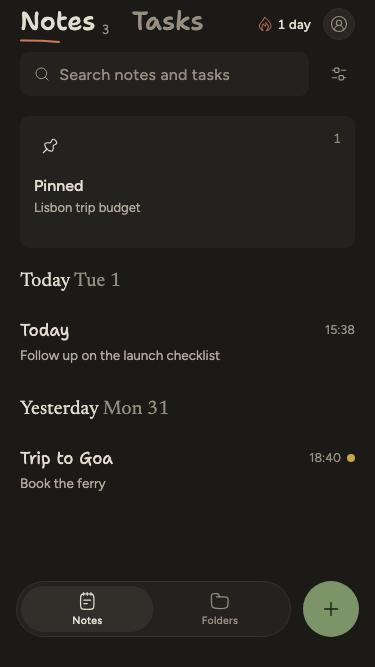 Notes 3 Tasks 1 day
Search notes and tasks
1
Pinned
Lisbon trip budget
Today Tue 1
Today 15:38
Follow up on the launch checklist
Yesterday Mon 31
Trip to Goa 18:40
Book the ferry
Notes Folders